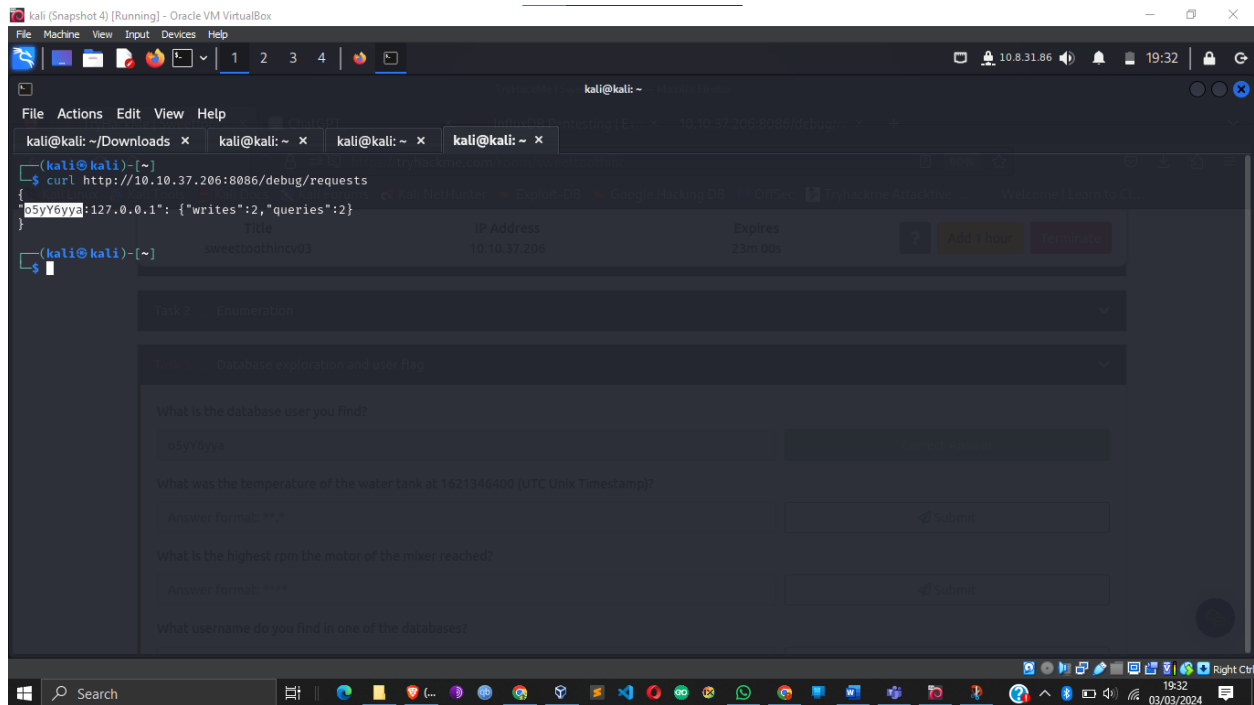 kali (Snapshot 4) [Running] - Oracle VM VirtualBox
File Machine View Input Devices Help
1 2 3 4 10.8.31.86 19:32
kali@kali: ~
File Actions Edit View Help
kali@kali: ~/Downloads × kali@kali: ~ × kali@kali: ~ × kali@kali: ~ ×
┌──(kali㉿kali)-[~]
└─$ curl http://10.10.37.206:8086/debug/requests
{
"o5yY6yya:127.0.0.1": {"writes":2,"queries":2}
}
┌──(kali㉿kali)-[~]
└─$
Title IP Address Expires
sweettoothincv03 10.10.37.206 23m 00s ? Add 1 hour Terminate
Task 2 Enumeration
Database exploration and user flag
What is the database user you find?
o5yY6yya
What was the temperature of the water tank at 1621346400 (UTC Unix Timestamp)?
Answer format: **.* Submit
What is the highest rpm the motor of the mixer reached?
Answer format: **** Submit
What username do you find in one of the databases?
Right Ctrl
Search
19:32
03/03/2024